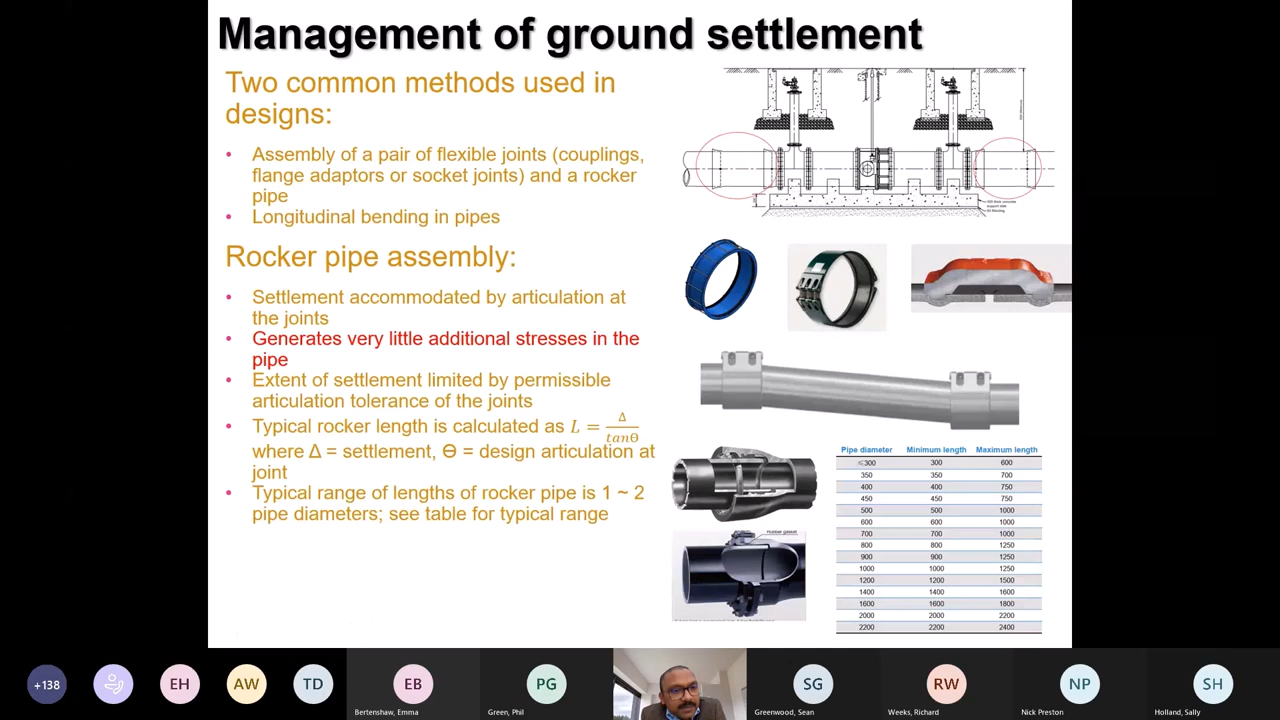 Management of ground settlement
Two common methods used in
designs:
• Assembly of a pair of flexible joints (couplings,
flange adaptors or socket joints) and a rocker
pipe
• Longitudinal bending in pipes
Rocker pipe assembly:
• Settlement accommodated by articulation at
the joints
• Generates very little additional stresses in the
pipe
• Extent of settlement limited by permissible
articulation tolerance of the joints
• Typical rocker length is calculated as L = Δ / tanΘ
where Δ = settlement, Θ = design articulation at
joint
• Typical range of lengths of rocker pipe is 1 ~ 2
pipe diameters; see table for typical range
Rubber gasket
Pipe diameter Minimum length Maximum length
≤300 300 600
350 350 700
400 400 750
450 450 750
500 500 1000
600 600 1000
700 700 1000
800 800 1250
900 900 1250
1000 1000 1250
1200 1200 1500
1400 1400 1600
1600 1600 1800
2000 2000 2200
2200 2200 2400
+138
EH
AW
TD
EB
Bertenshaw, Emma
PG
Green, Phil
SG
Greenwood, Sean
RW
Weeks, Richard
NP
Nick Preston
SH
Holland, Sally